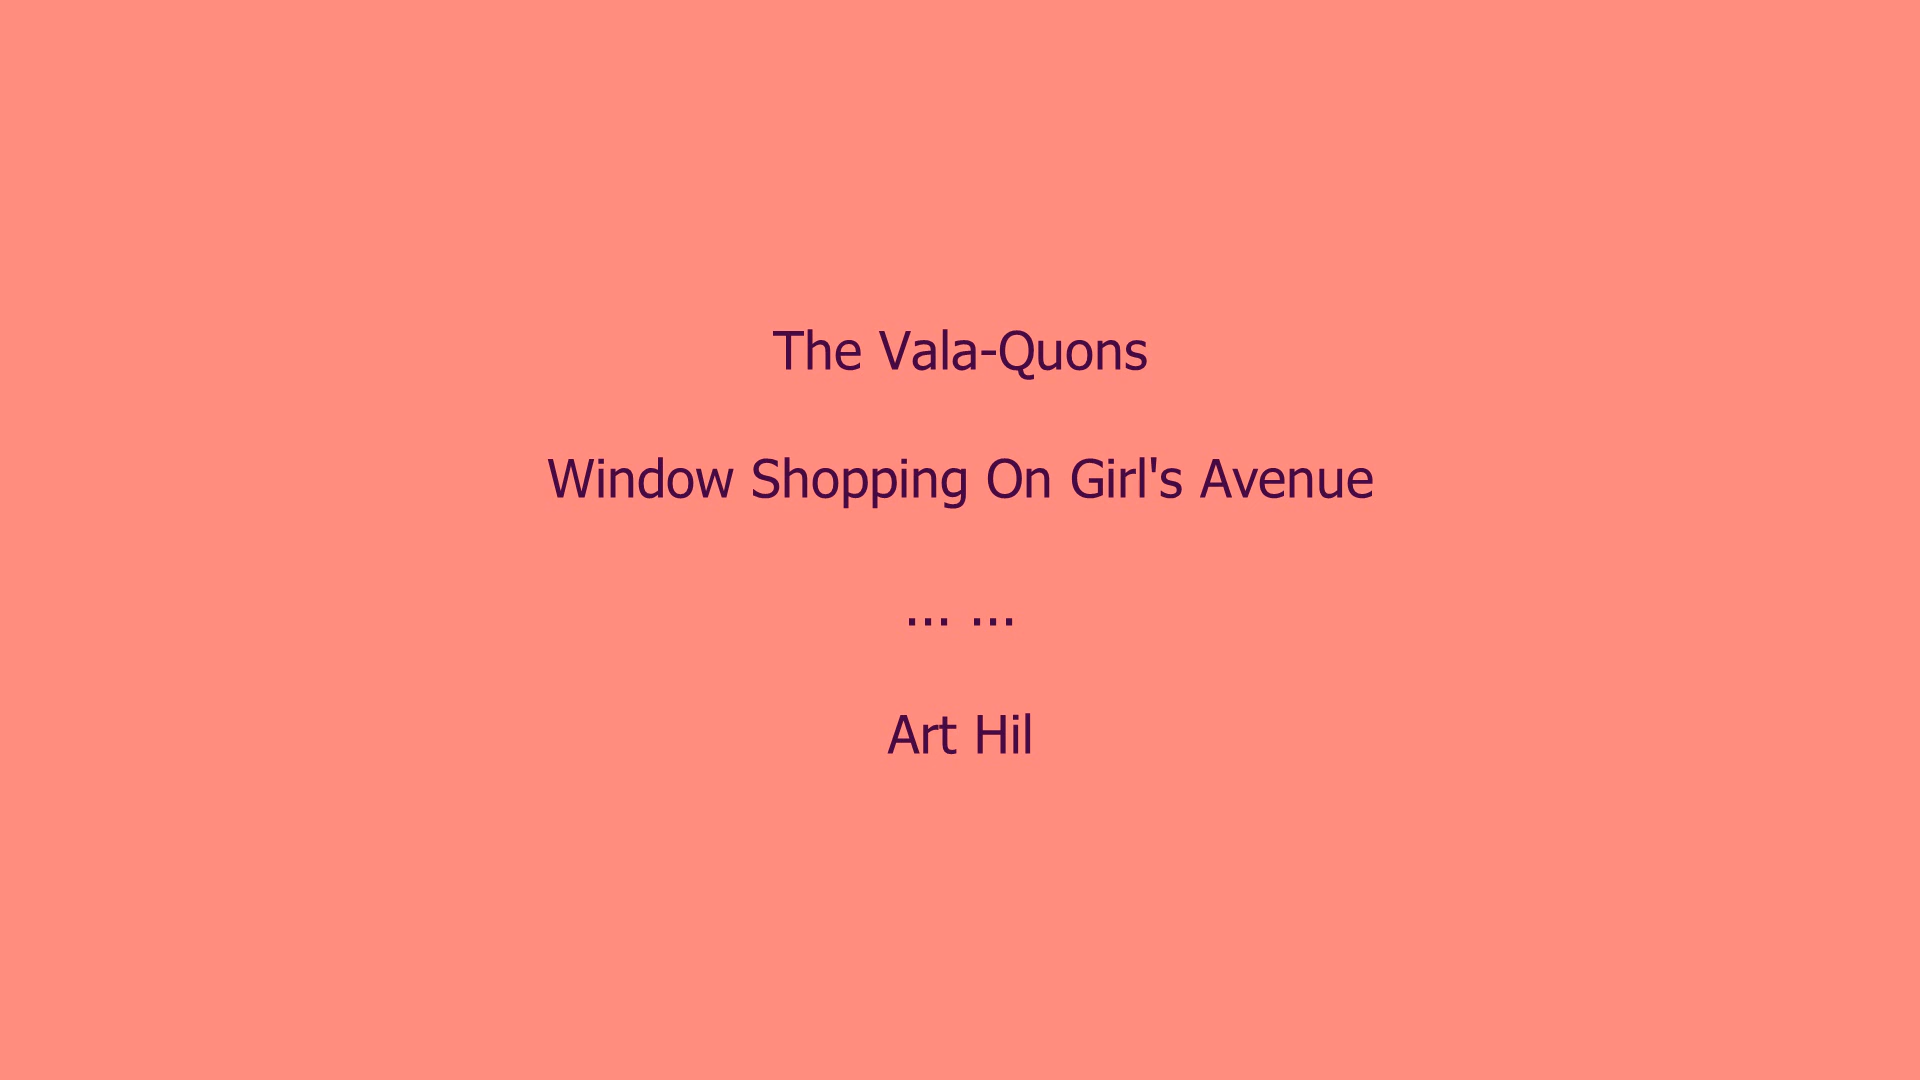 The Vala-Quons
Window Shopping On Girl's Avenue
... ...
Art Hil